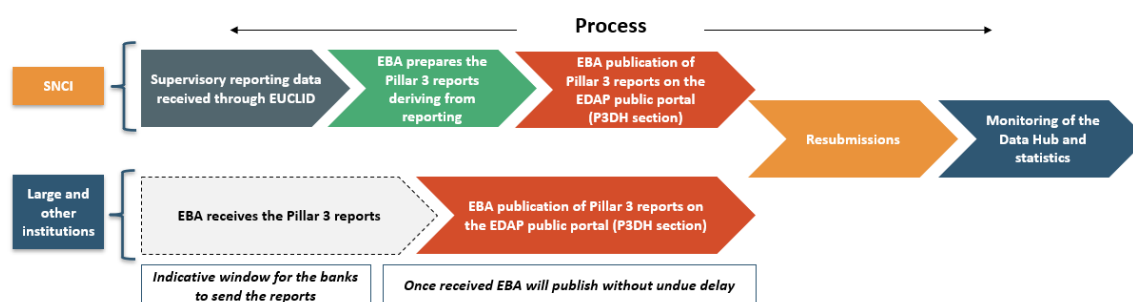 Process
SNCI
Supervisory reporting data
received through EUCLID
EBA prepares the
Pillar 3 reports
deriving from
reporting
EBA publication of
Pillar 3 reports on the
EDAP public portal
(P3DH section)
Resubmissions
Monitoring of the
Data Hub and
statistics
Large and
other
institutions
EBA receives the Pillar 3 reports
EBA publication of Pillar 3 reports on
the EDAP public portal (P3DH section)
Indicative window for the banks
to send the reports
Once received EBA will publish without undue delay